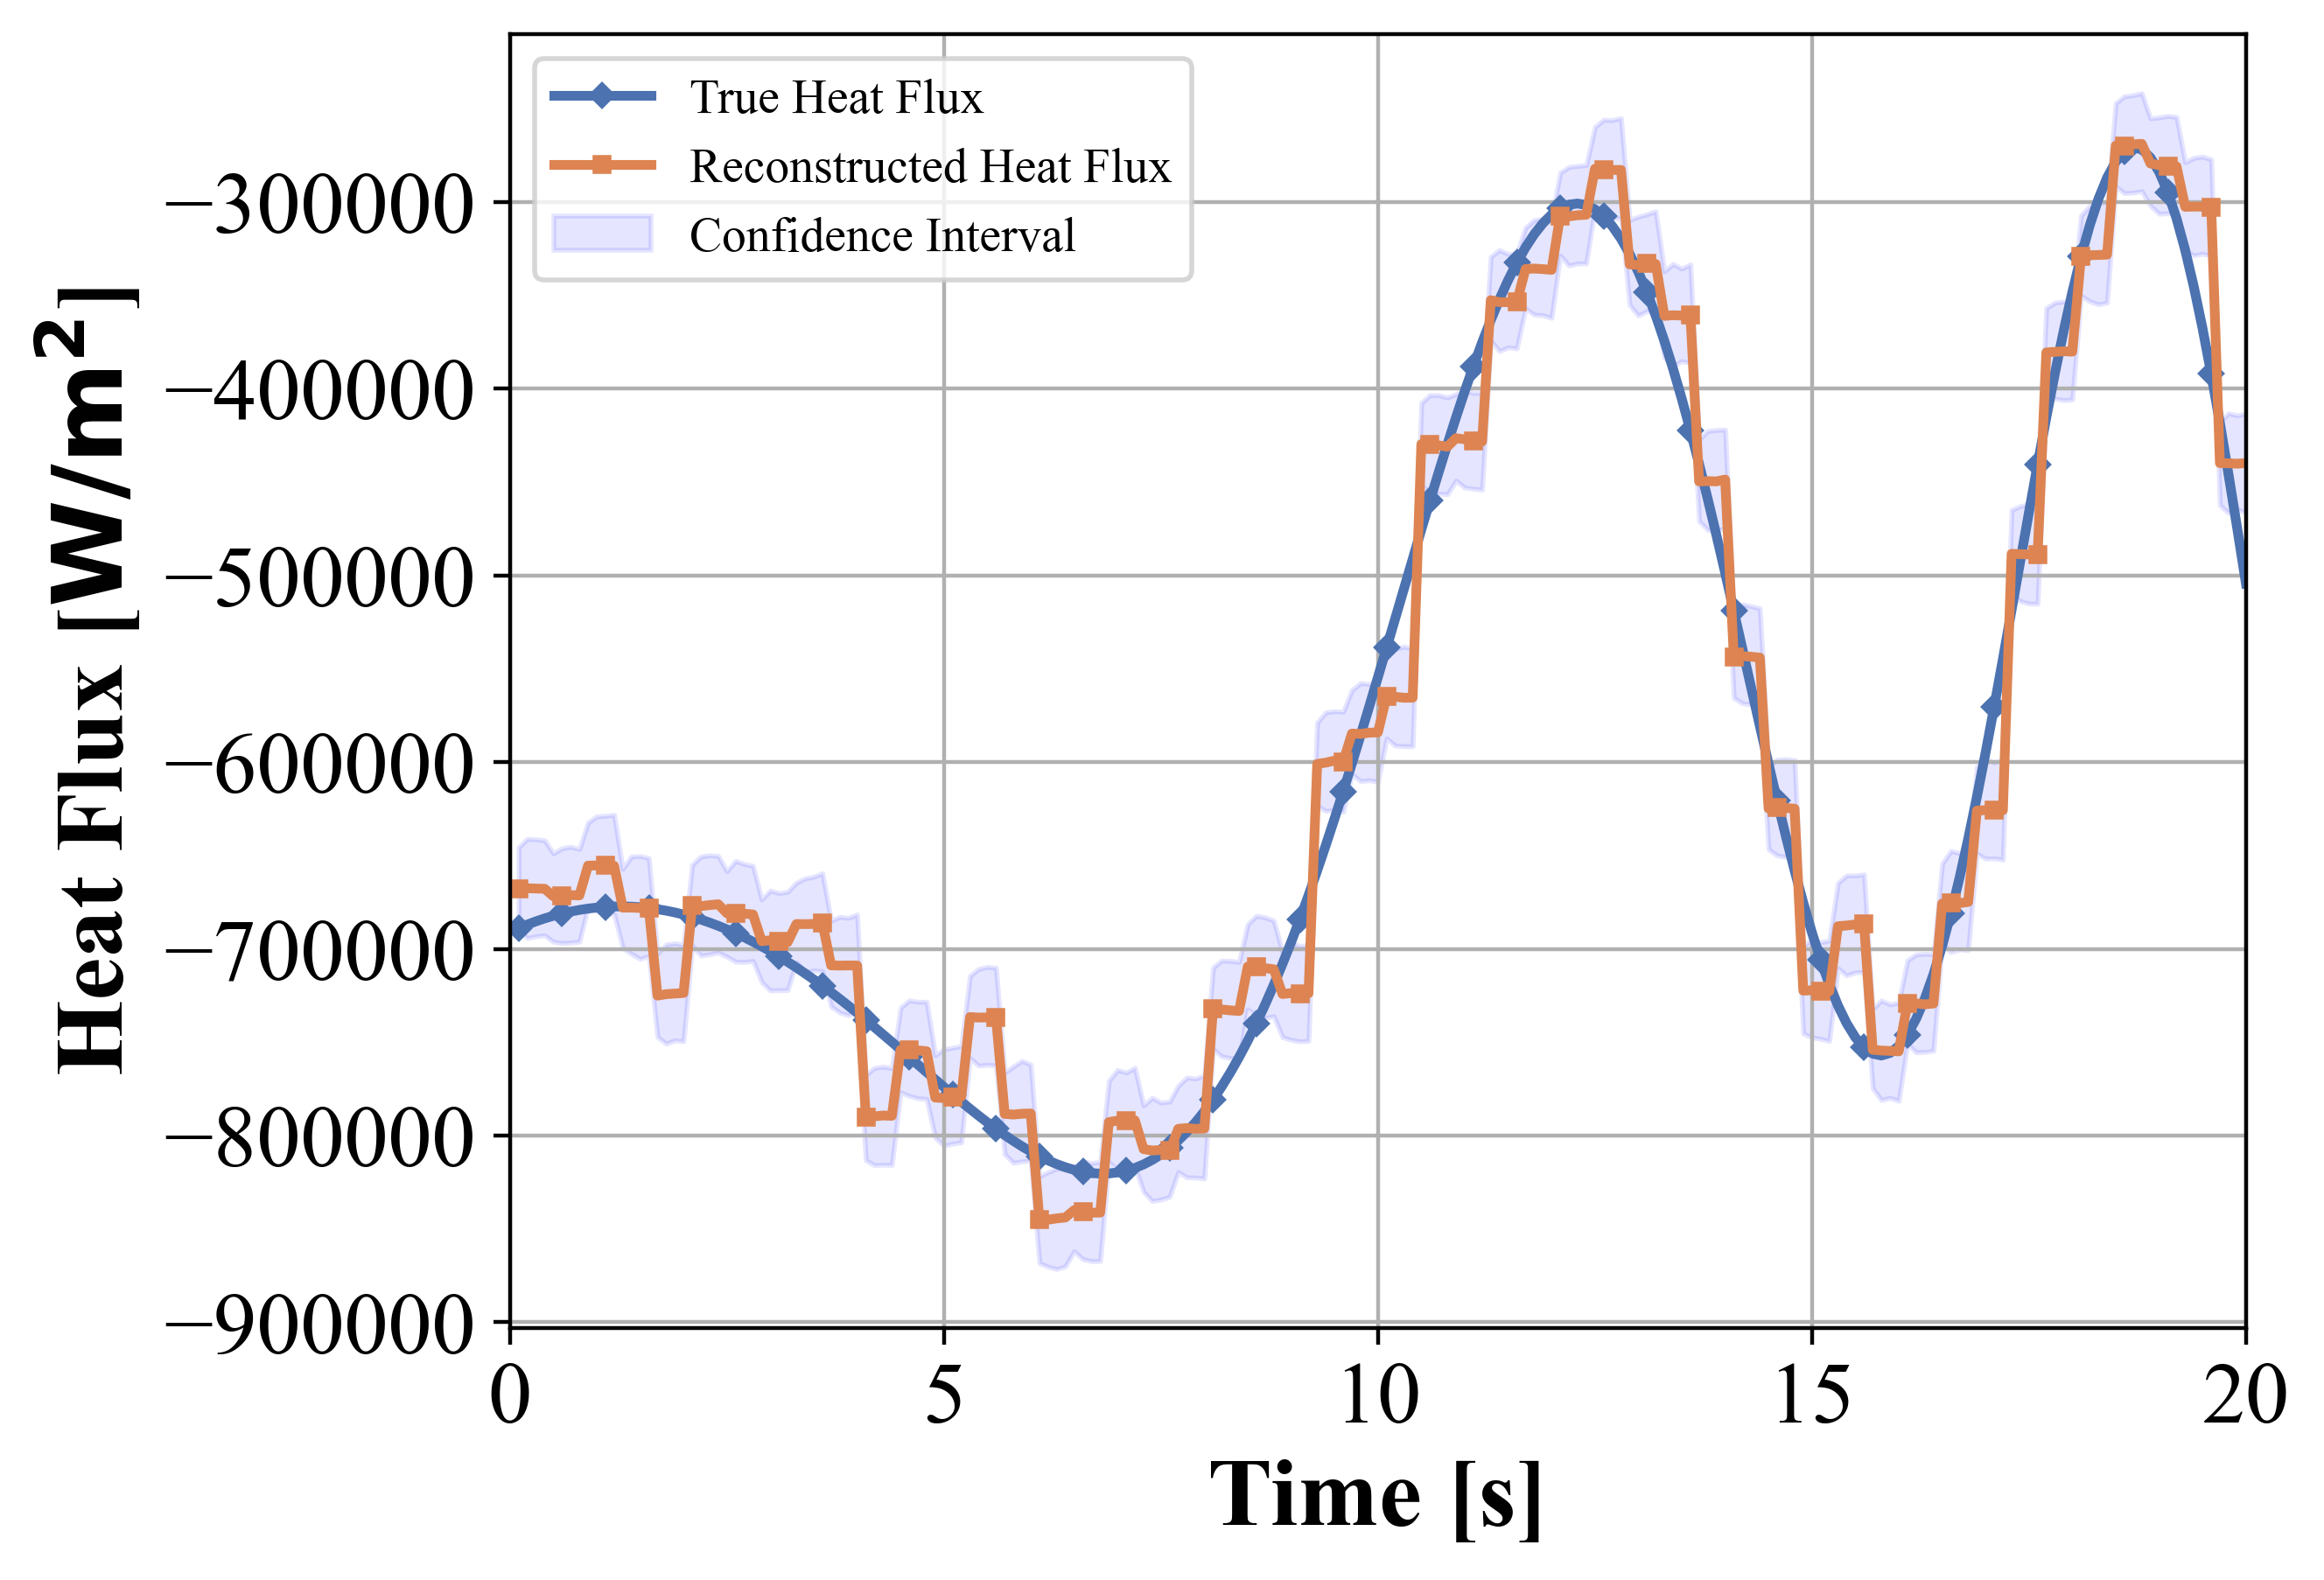 True Heat Flux
Reconstructed Heat Flux
Confidence Interval
Heat Flux [W/m²]
−300000
−400000
−500000
−600000
−700000
−800000
−900000
0 5 10 15 20
Time [s]